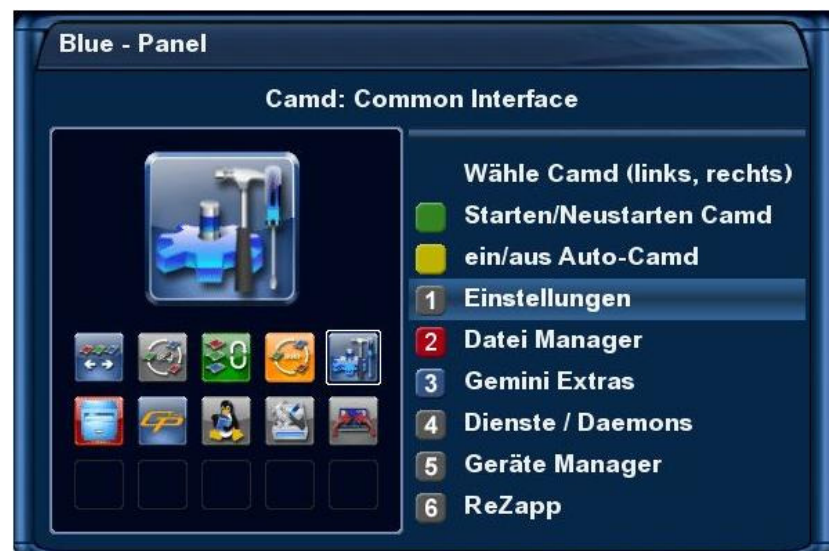 Blue - Panel
Camd: Common Interface
Wähle Camd (links, rechts)
Starten/Neustarten Camd
ein/aus Auto-Camd
1 Einstellungen
2 Datei Manager
3 Gemini Extras
4 Dienste / Daemons
5 Geräte Manager
6 ReZapp
GP